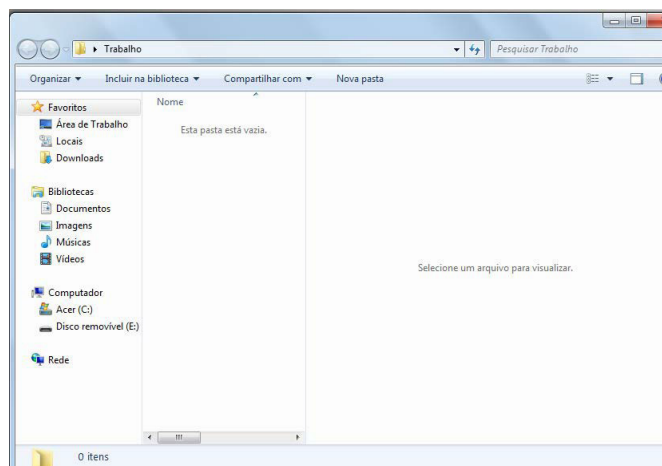 Trabalho
Pesquisar Trabalho
Organizar
Incluir na biblioteca
Compartilhar com
Nova pasta
Favoritos
Área de Trabalho
Locais
Downloads
Bibliotecas
Documentos
Imagens
Músicas
Vídeos
Computador
Acer (C:)
Disco removível (E:)
Rede
Nome
Esta pasta está vazia.
Selecione um arquivo para visualizar.
0 itens